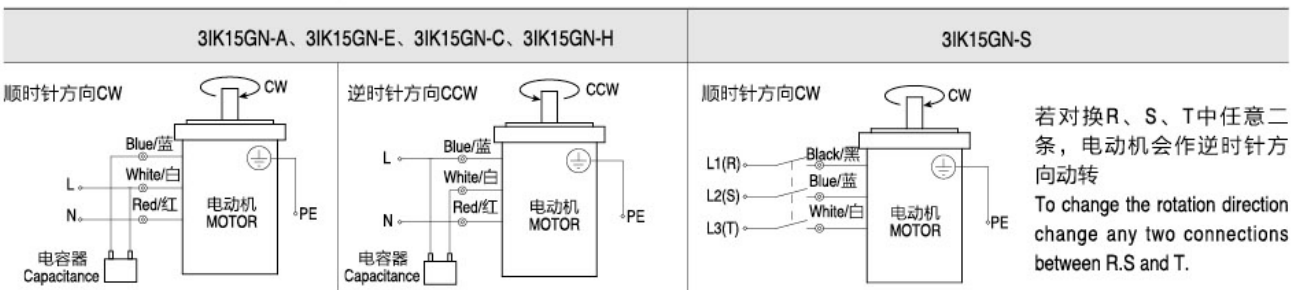 3IK15GN-A、3IK15GN-E、3IK15GN-C、3IK15GN-H
3IK15GN-S
顺时针方向CW
CW
Blue/蓝
White/白
L
Red/红
N
电动机
MOTOR
PE
电容器
Capacitance
逆时针方向CCW
CCW
Blue/蓝
L
White/白
Red/红
N
电动机
MOTOR
PE
电容器
Capacitance
顺时针方向CW
CW
L1(R)
Black/黑
Blue/蓝
L2(S)
White/白
L3(T)
电动机
MOTOR
PE
若对换R、S、T中任意二
条，电动机会作逆时针方
向动转
To change the rotation direction
change any two connections
between R.S and T.